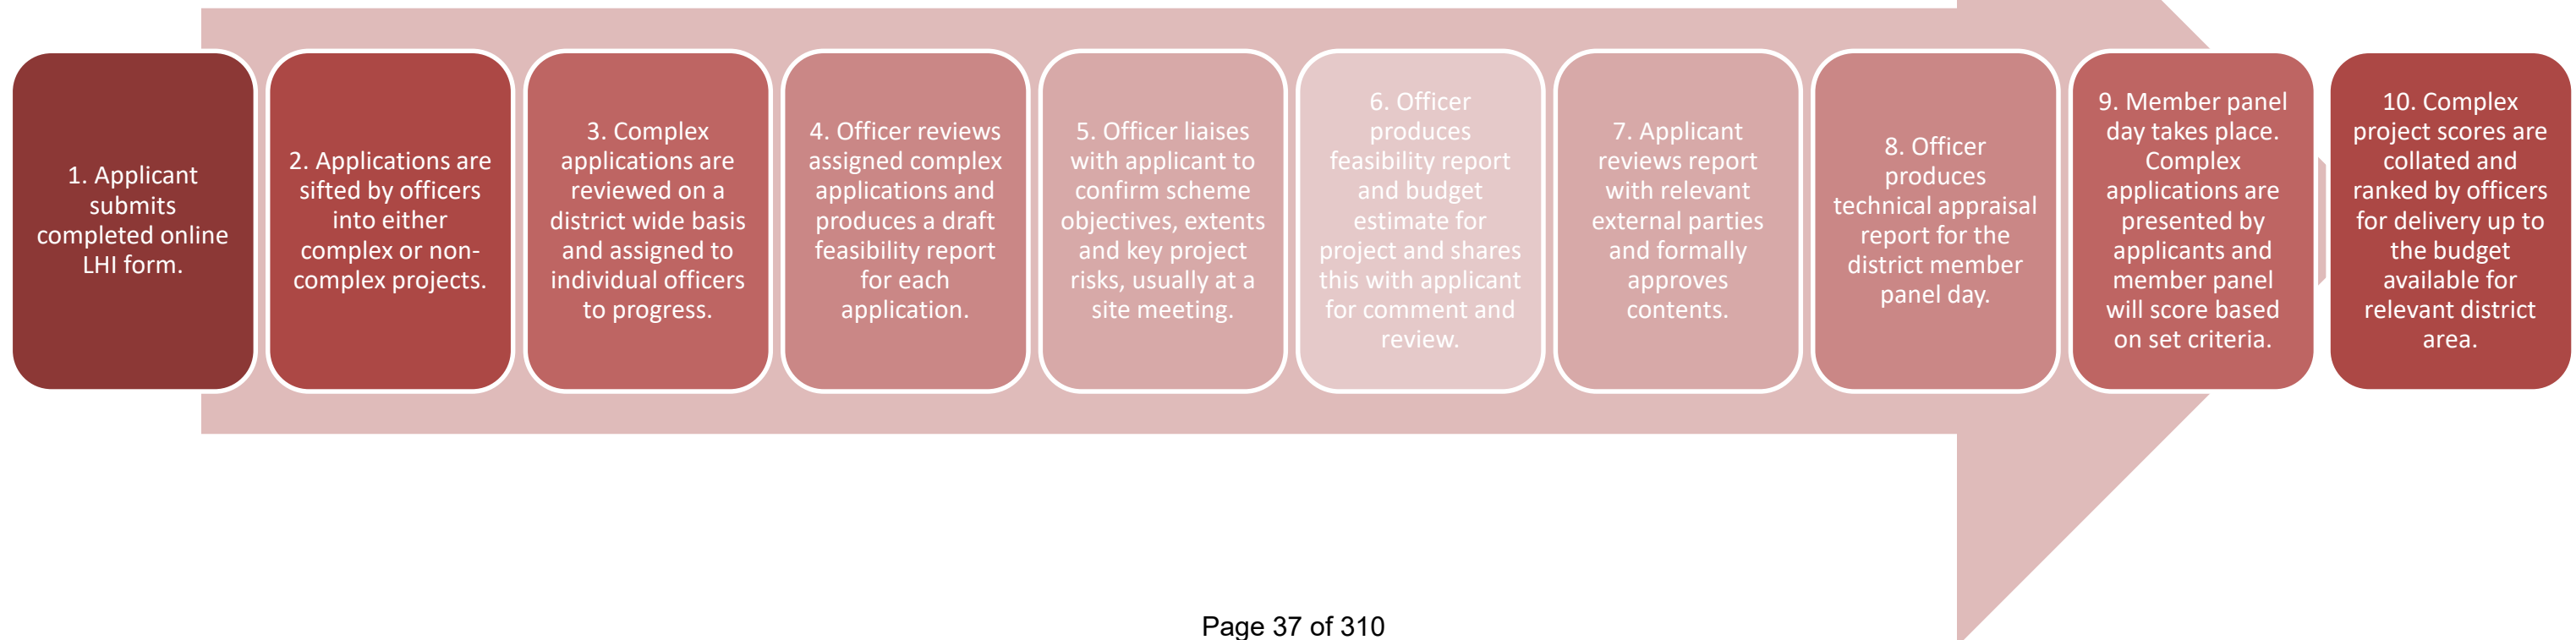 1. Applicant
submits
completed online
LHI form.
2. Applications are
sifted by officers
into either
complex or non-
complex projects.
3. Complex
applications are
reviewed on a
district wide basis
and assigned to
individual officers
to progress.
4. Officer reviews
assigned complex
applications and
produces a draft
feasibility report
for each
application.
5. Officer liaises
with applicant to
confirm scheme
objectives, extents
and key project
risks, usually at a
site meeting.
6. Officer
produces
feasibility report
and budget
estimate for
project and shares
this with applicant
for comment and
review.
7. Applicant
reviews report
with relevant
external parties
and formally
approves
contents.
8. Officer
produces
technical appraisal
report for the
district member
panel day.
9. Member panel
day takes place.
Complex
applications are
presented by
applicants and
member panel
will score based
on set criteria.
10. Complex
project scores are
collated and
ranked by officers
for delivery up to
the budget
available for
relevant district
area.
Page 37 of 310